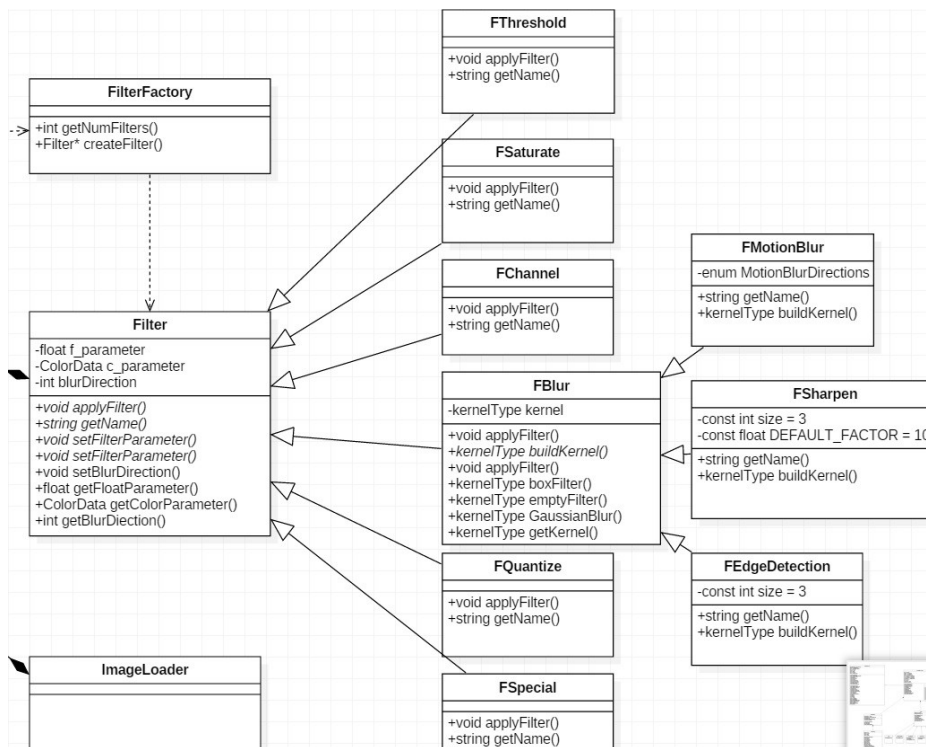 FThreshold
+void applyFilter()
+string getName()
FilterFactory
+int getNumFilters()
+Filter* createFilter()
FSaturate
+void applyFilter()
+string getName()
FMotionBlur
-enum MotionBlurDirections
+string getName()
+kernelType buildKernel()
FChannel
+void applyFilter()
+string getName()
Filter
-float f_parameter
-ColorData c_parameter
-int blurDirection
+void applyFilter()
+string getName()
+void setFilterParameter()
+void setFilterParameter()
+void setBlurDirection()
+float getFloatParameter()
+ColorData getColorParameter()
+int getBlurDiection()
FBlur
-kernelType kernel
+void applyFilter()
+kernelType buildKernel()
+void applyFilter()
+kernelType boxFilter()
+kernelType emptyFilter()
+kernelType GaussianBlur()
+kernelType getKernel()
FSharpen
-const int size = 3
-const float DEFAULT_FACTOR = 10
+string getName()
+kernelType buildKernel()
FQuantize
+void applyFilter()
+string getName()
FEdgeDetection
-const int size = 3
+string getName()
+kernelType buildKernel()
ImageLoader
FSpecial
+void applyFilter()
+string getName()